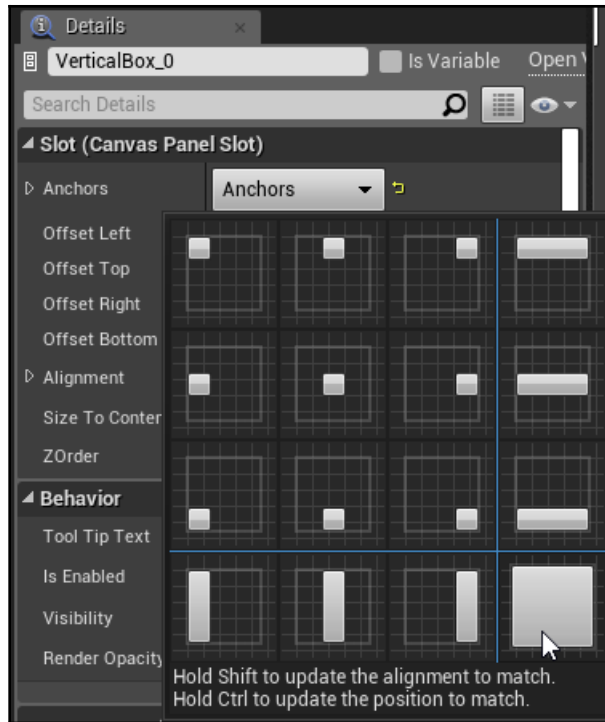 Details
VerticalBox_0 Is Variable Open
Search Details
Slot (Canvas Panel Slot)
Anchors Anchors
Offset Left
Offset Top
Offset Right
Offset Bottom
Alignment
Size To Conter
ZOrder
Behavior
Tool Tip Text
Is Enabled
Visibility
Render Opacity
Hold Shift to update the alignment to match.
Hold Ctrl to update the position to match.